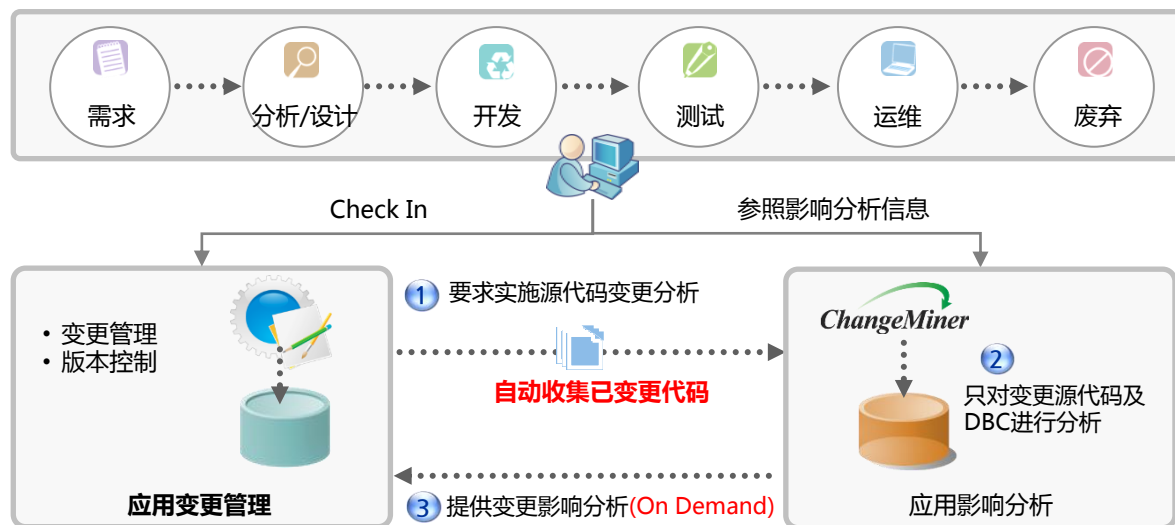 需求
分析/设计
开发
测试
运维
废弃
Check In
参照影响分析信息
• 变更管理
• 版本控制
应用变更管理
1 要求实施源代码变更分析
自动收集已变更代码
3 提供变更影响分析(On Demand)
ChangeMiner
2
只对变更源代码及
DBC进行分析
应用影响分析